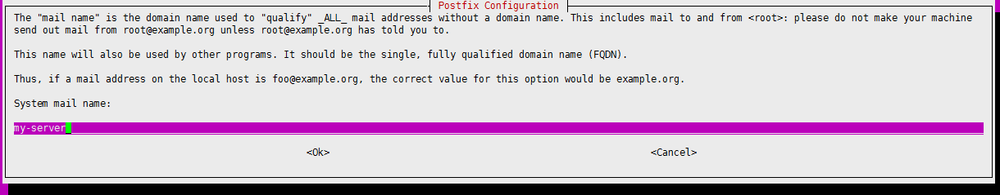 Postfix Configuration
The "mail name" is the domain name used to "qualify" _ALL_ mail addresses without a domain name. This includes mail to and from <root>: please do not make your machine
send out mail from root@example.org unless root@example.org has told you to.
This name will also be used by other programs. It should be the single, fully qualified domain name (FQDN).
Thus, if a mail address on the local host is foo@example.org, the correct value for this option would be example.org.
System mail name:
my-server
<Ok> <Cancel>